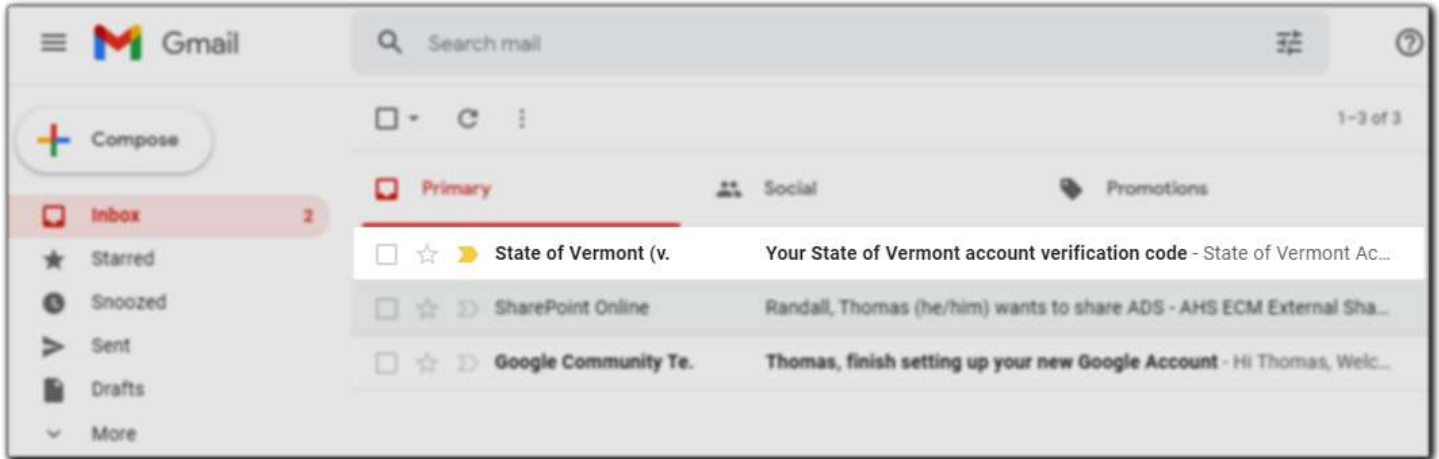 Gmail
Search mail
Compose
1–3 of 3
Primary
Social
Promotions
Inbox 2
Starred
Snoozed
Sent
Drafts
More
State of Vermont (v. Your State of Vermont account verification code - State of Vermont Ac...
SharePoint Online Randall, Thomas (he/him) wants to share ADS - AHS ECM External Sha...
Google Community Te. Thomas, finish setting up your new Google Account - Hi Thomas, Welc...